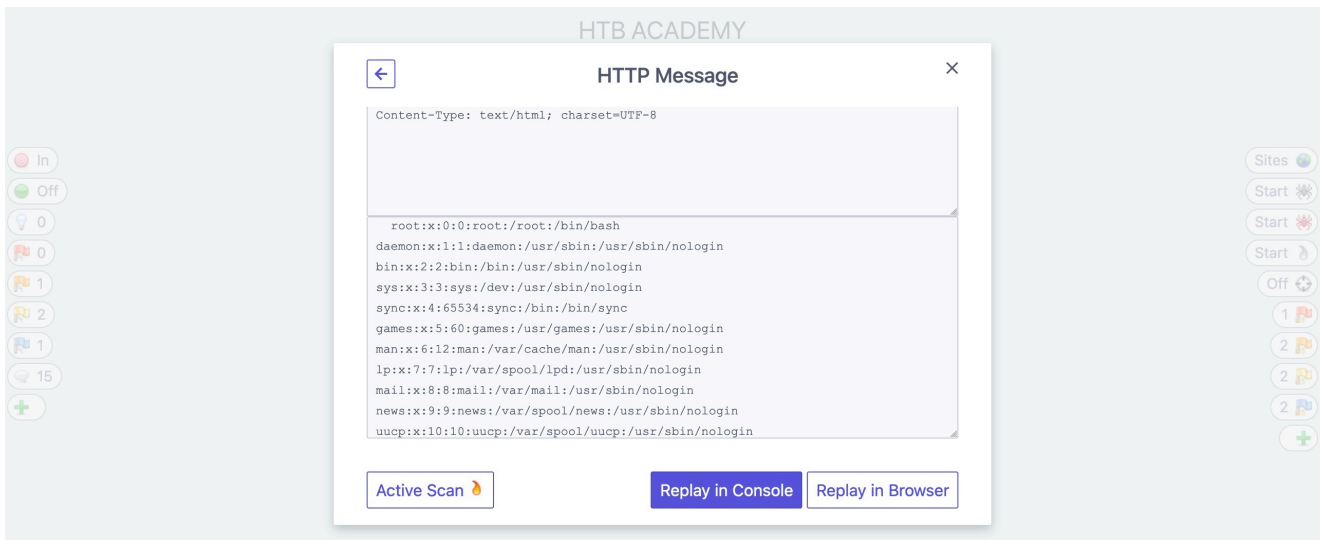 HTB ACADEMY
HTTP Message
Content-Type: text/html; charset=UTF-8
root:x:0:0:root:/root:/bin/bash
daemon:x:1:1:daemon:/usr/sbin:/usr/sbin/nologin
bin:x:2:2:bin:/bin:/usr/sbin/nologin
sys:x:3:3:sys:/dev:/usr/sbin/nologin
sync:x:4:65534:sync:/bin:/bin/sync
games:x:5:60:games:/usr/games:/usr/sbin/nologin
man:x:6:12:man:/var/cache/man:/usr/sbin/nologin
lp:x:7:7:lp:/var/spool/lpd:/usr/sbin/nologin
mail:x:8:8:mail:/var/mail:/usr/sbin/nologin
news:x:9:9:news:/var/spool/news:/usr/sbin/nologin
uucp:x:10:10:uucp:/var/spool/uucp:/usr/sbin/nologin
Active Scan
Replay in Console
Replay in Browser
In
Off
0
0
1
2
1
15
Sites
Start
Start
Start
Off
1
2
2
2